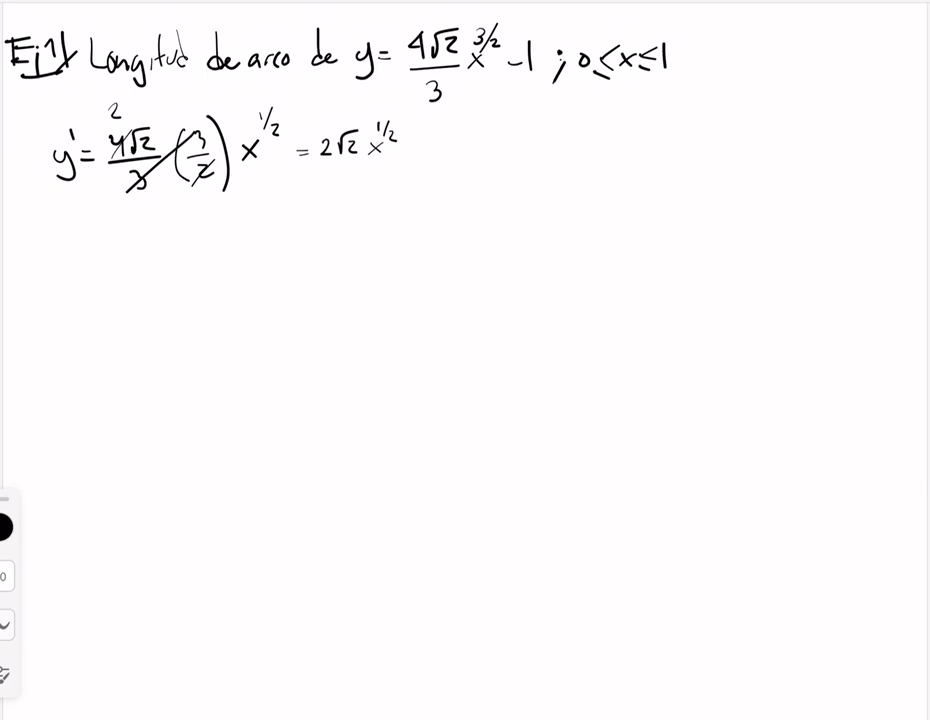 Ej 1) Longitud de arco de y = 4√2/3 x^3/2 - 1 ; 0 ≤ x ≤ 1
y' = 4√2/3 (3/2) x^1/2 = 2√2 x^1/2